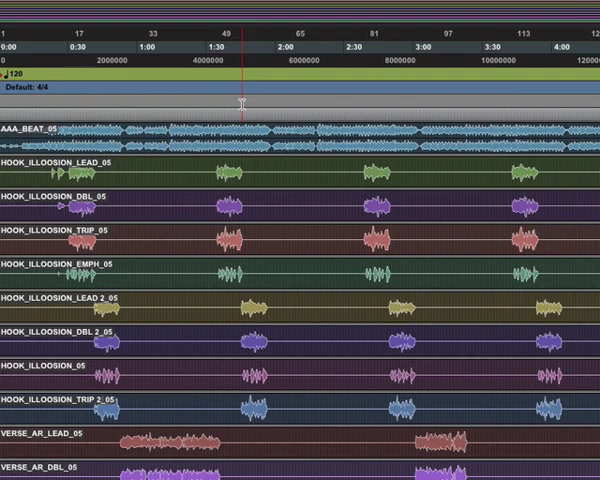 1 17 33 49 65 81 97 113 12
0:00 0:30 1:00 1:30 2:00 2:30 3:00 3:30 4:00
0 2000000 4000000 6000000 8000000 10000000 12000
120
Default: 4/4
AAA_BEAT_05
HOOK_ILLOOSION_LEAD_05
HOOK_ILLOOSION_DBL_05
HOOK_ILLOOSION_TRIP_05
HOOK_ILLOOSION_EMPH_05
HOOK_ILLOOSION_LEAD 2_05
HOOK_ILLOOSION_DBL 2_05
HOOK_ILLOOSION_05
HOOK_ILLOOSION_TRIP 2_05
VERSE_AR_LEAD_05
VERSE_AR_DBL_05